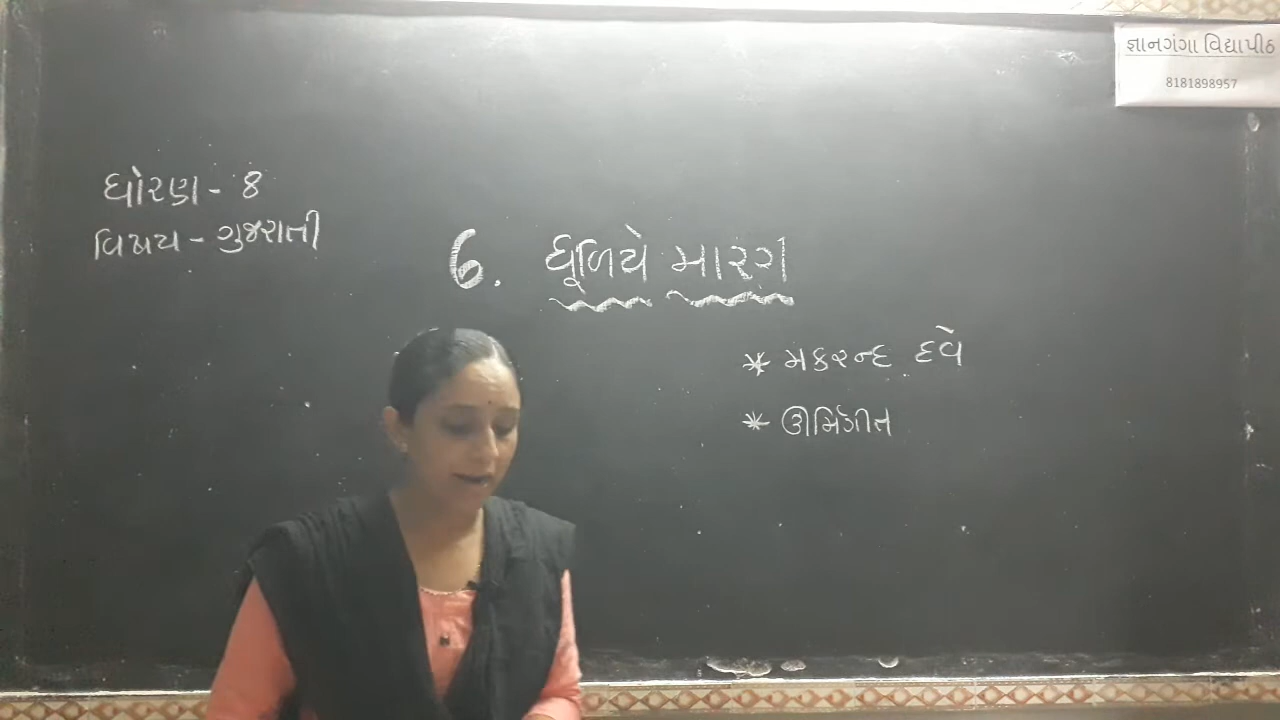 જ્ઞાનગંગા વિદ્યાપીઠ
8181898957
ધોરણ - 8
વિષય - ગુજરાતી
6. ધૂળિયે મારગ
* મકરન્દ દવે
* ઊર્મિગીત